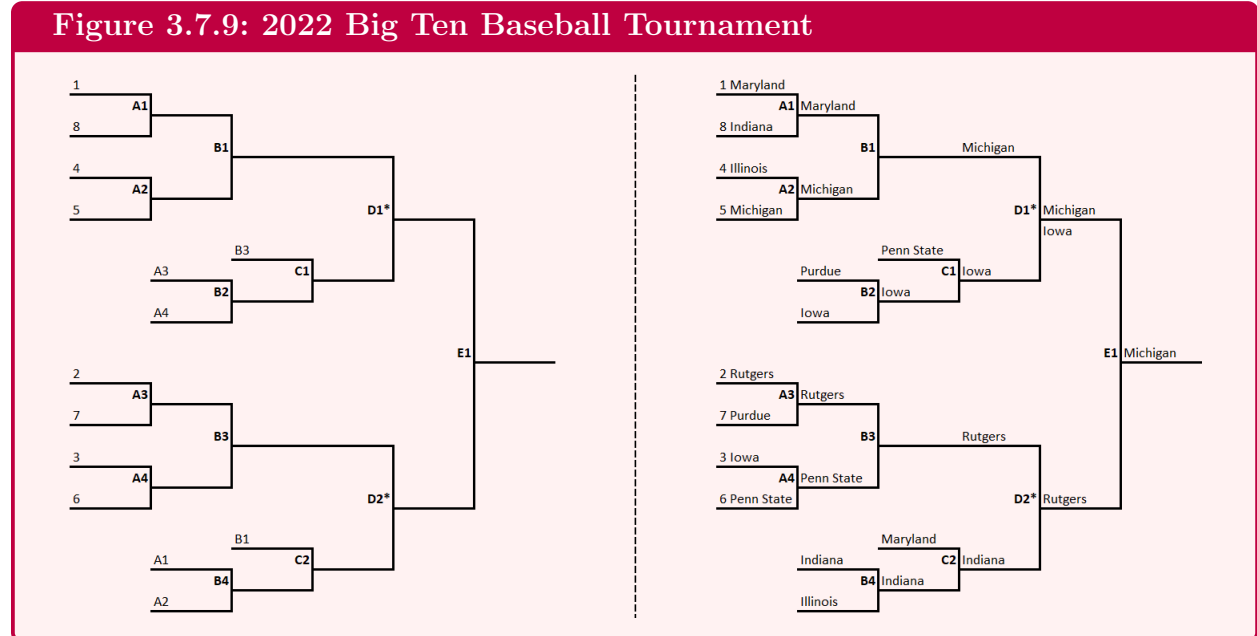 Figure 3.7.9: 2022 Big Ten Baseball Tournament
1
A1
8
B1
4
A2
5
D1*
B3
A3
C1
B2
A4
E1
2
A3
7
B3
3
A4
6
D2*
B1
A1
C2
B4
A2
1 Maryland
A1 Maryland
8 Indiana
B1
Michigan
4 Illinois
A2 Michigan
5 Michigan
D1* Michigan
Iowa
Penn State
Purdue
C1 Iowa
B2 Iowa
Iowa
E1 Michigan
2 Rutgers
A3 Rutgers
7 Purdue
B3
Rutgers
3 Iowa
A4 Penn State
6 Penn State
D2* Rutgers
Maryland
Indiana
C2 Indiana
B4 Indiana
Illinois